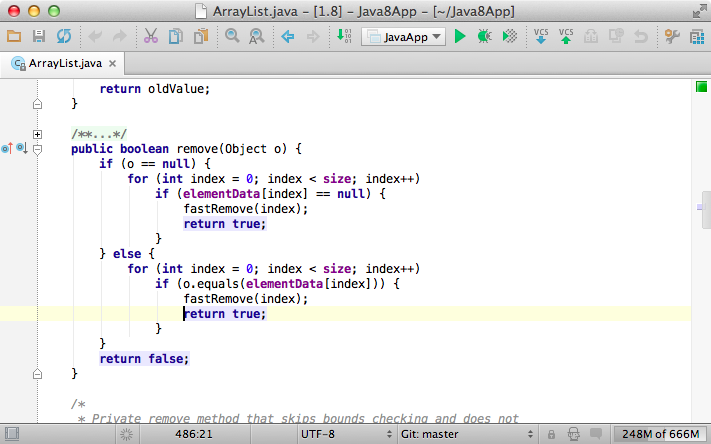 ArrayList.java – [1.8] – Java8App – [~/Java8App]
JavaApp
VCS
VCS
ArrayList.java
return oldValue;
}
/**...*/
public boolean remove(Object o) {
if (o == null) {
for (int index = 0; index < size; index++)
if (elementData[index] == null) {
fastRemove(index);
return true;
}
} else {
for (int index = 0; index < size; index++)
if (o.equals(elementData[index])) {
fastRemove(index);
return true;
}
}
return false;
}
/*
* Private remove method that skips bounds checking and does not
486:21
UTF-8
Git: master
248M of 666M